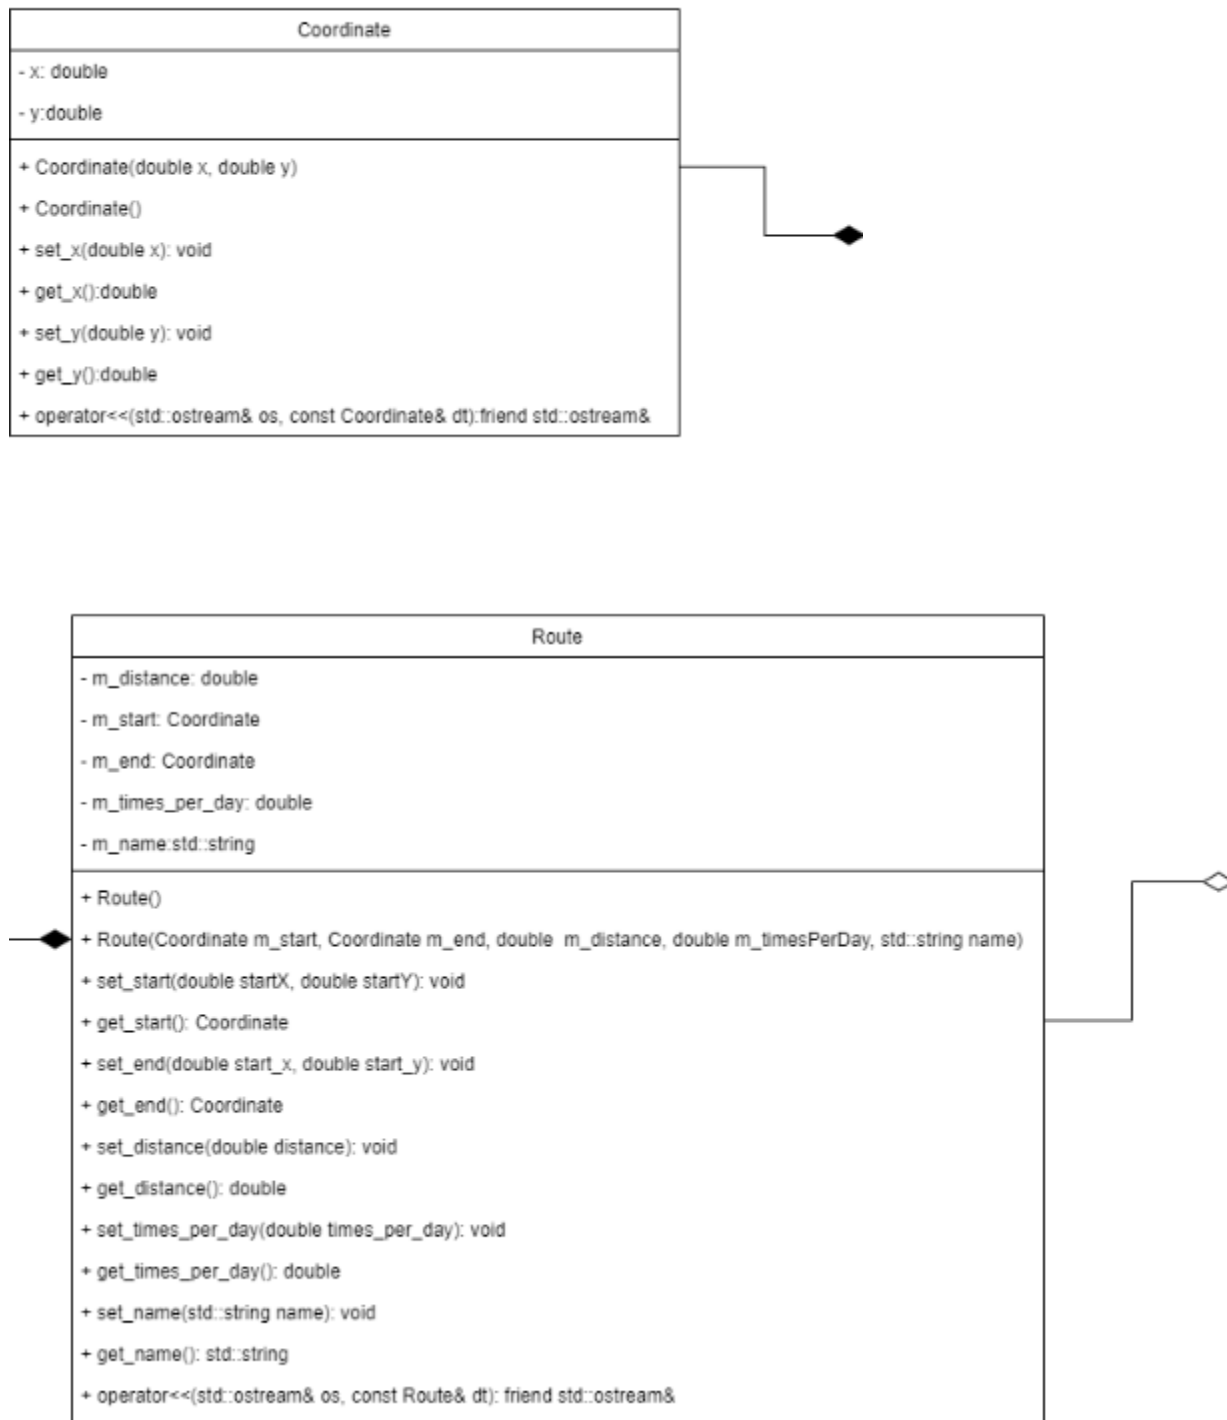 Coordinate
- x: double
- y:double
+ Coordinate(double x, double y)
+ Coordinate()
+ set_x(double x): void
+ get_x():double
+ set_y(double y): void
+ get_y():double
+ operator<<(std::ostream& os, const Coordinate& dt):friend std::ostream&
Route
- m_distance: double
- m_start: Coordinate
- m_end: Coordinate
- m_times_per_day: double
- m_name:std::string
+ Route()
+ Route(Coordinate m_start, Coordinate m_end, double  m_distance, double m_timesPerDay, std::string name)
+ set_start(double startX, double startY): void
+ get_start(): Coordinate
+ set_end(double start_x, double start_y): void
+ get_end(): Coordinate
+ set_distance(double distance): void
+ get_distance(): double
+ set_times_per_day(double times_per_day): void
+ get_times_per_day(): double
+ set_name(std::string name): void
+ get_name(): std::string
+ operator<<(std::ostream& os, const Route& dt): friend std::ostream&